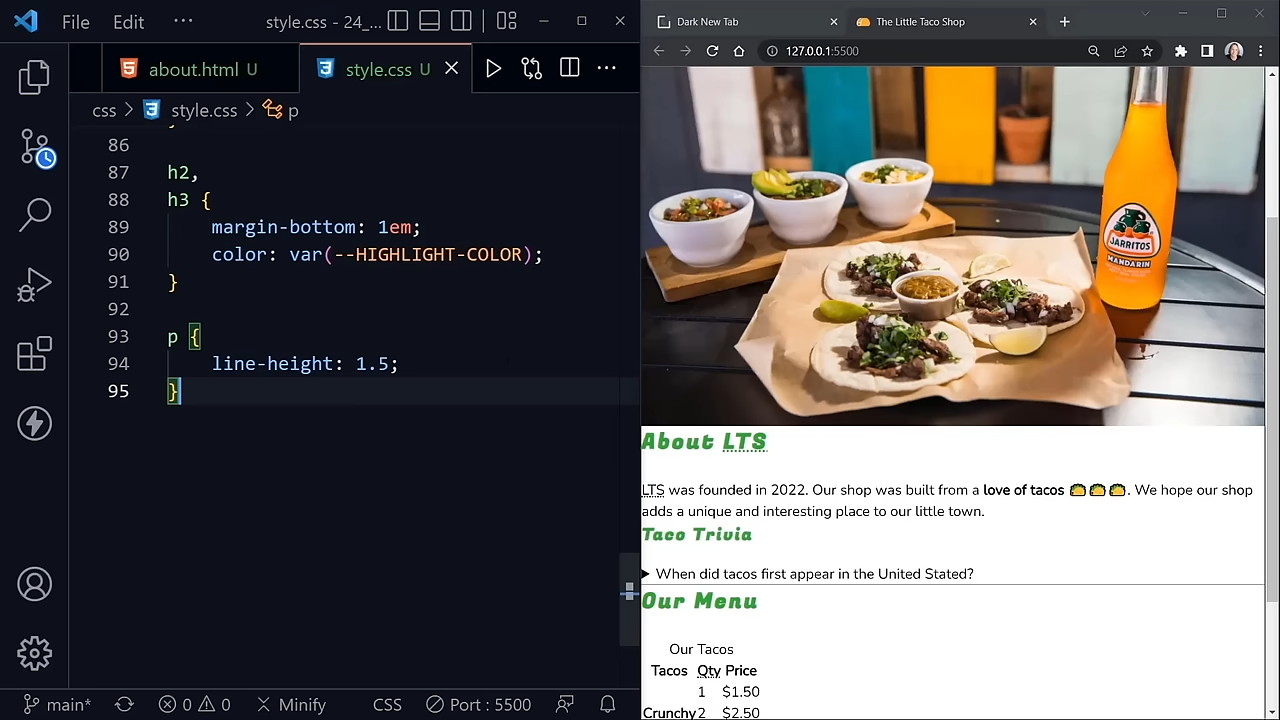 File Edit ··· style.css - 24_...
about.html U style.css U
css > style.css > p
86
87 h2,
88 h3 {
89 margin-bottom: 1em;
90 color: var(--HIGHLIGHT-COLOR);
91 }
92
93 p {
94 line-height: 1.5;
95 }
main* 0 0 Minify CSS Port : 5500
Dark New Tab The Little Taco Shop
127.0.0.1:5500
JARRITOS
MANDARIN
About LTS
LTS was founded in 2022. Our shop was built from a love of tacos 🌮🌮🌮. We hope our shop
adds a unique and interesting place to our little town.
Taco Trivia
When did tacos first appear in the United Stated?
Our Menu
Our Tacos
Tacos Qty Price
1 $1.50
Crunchy 2 $2.50